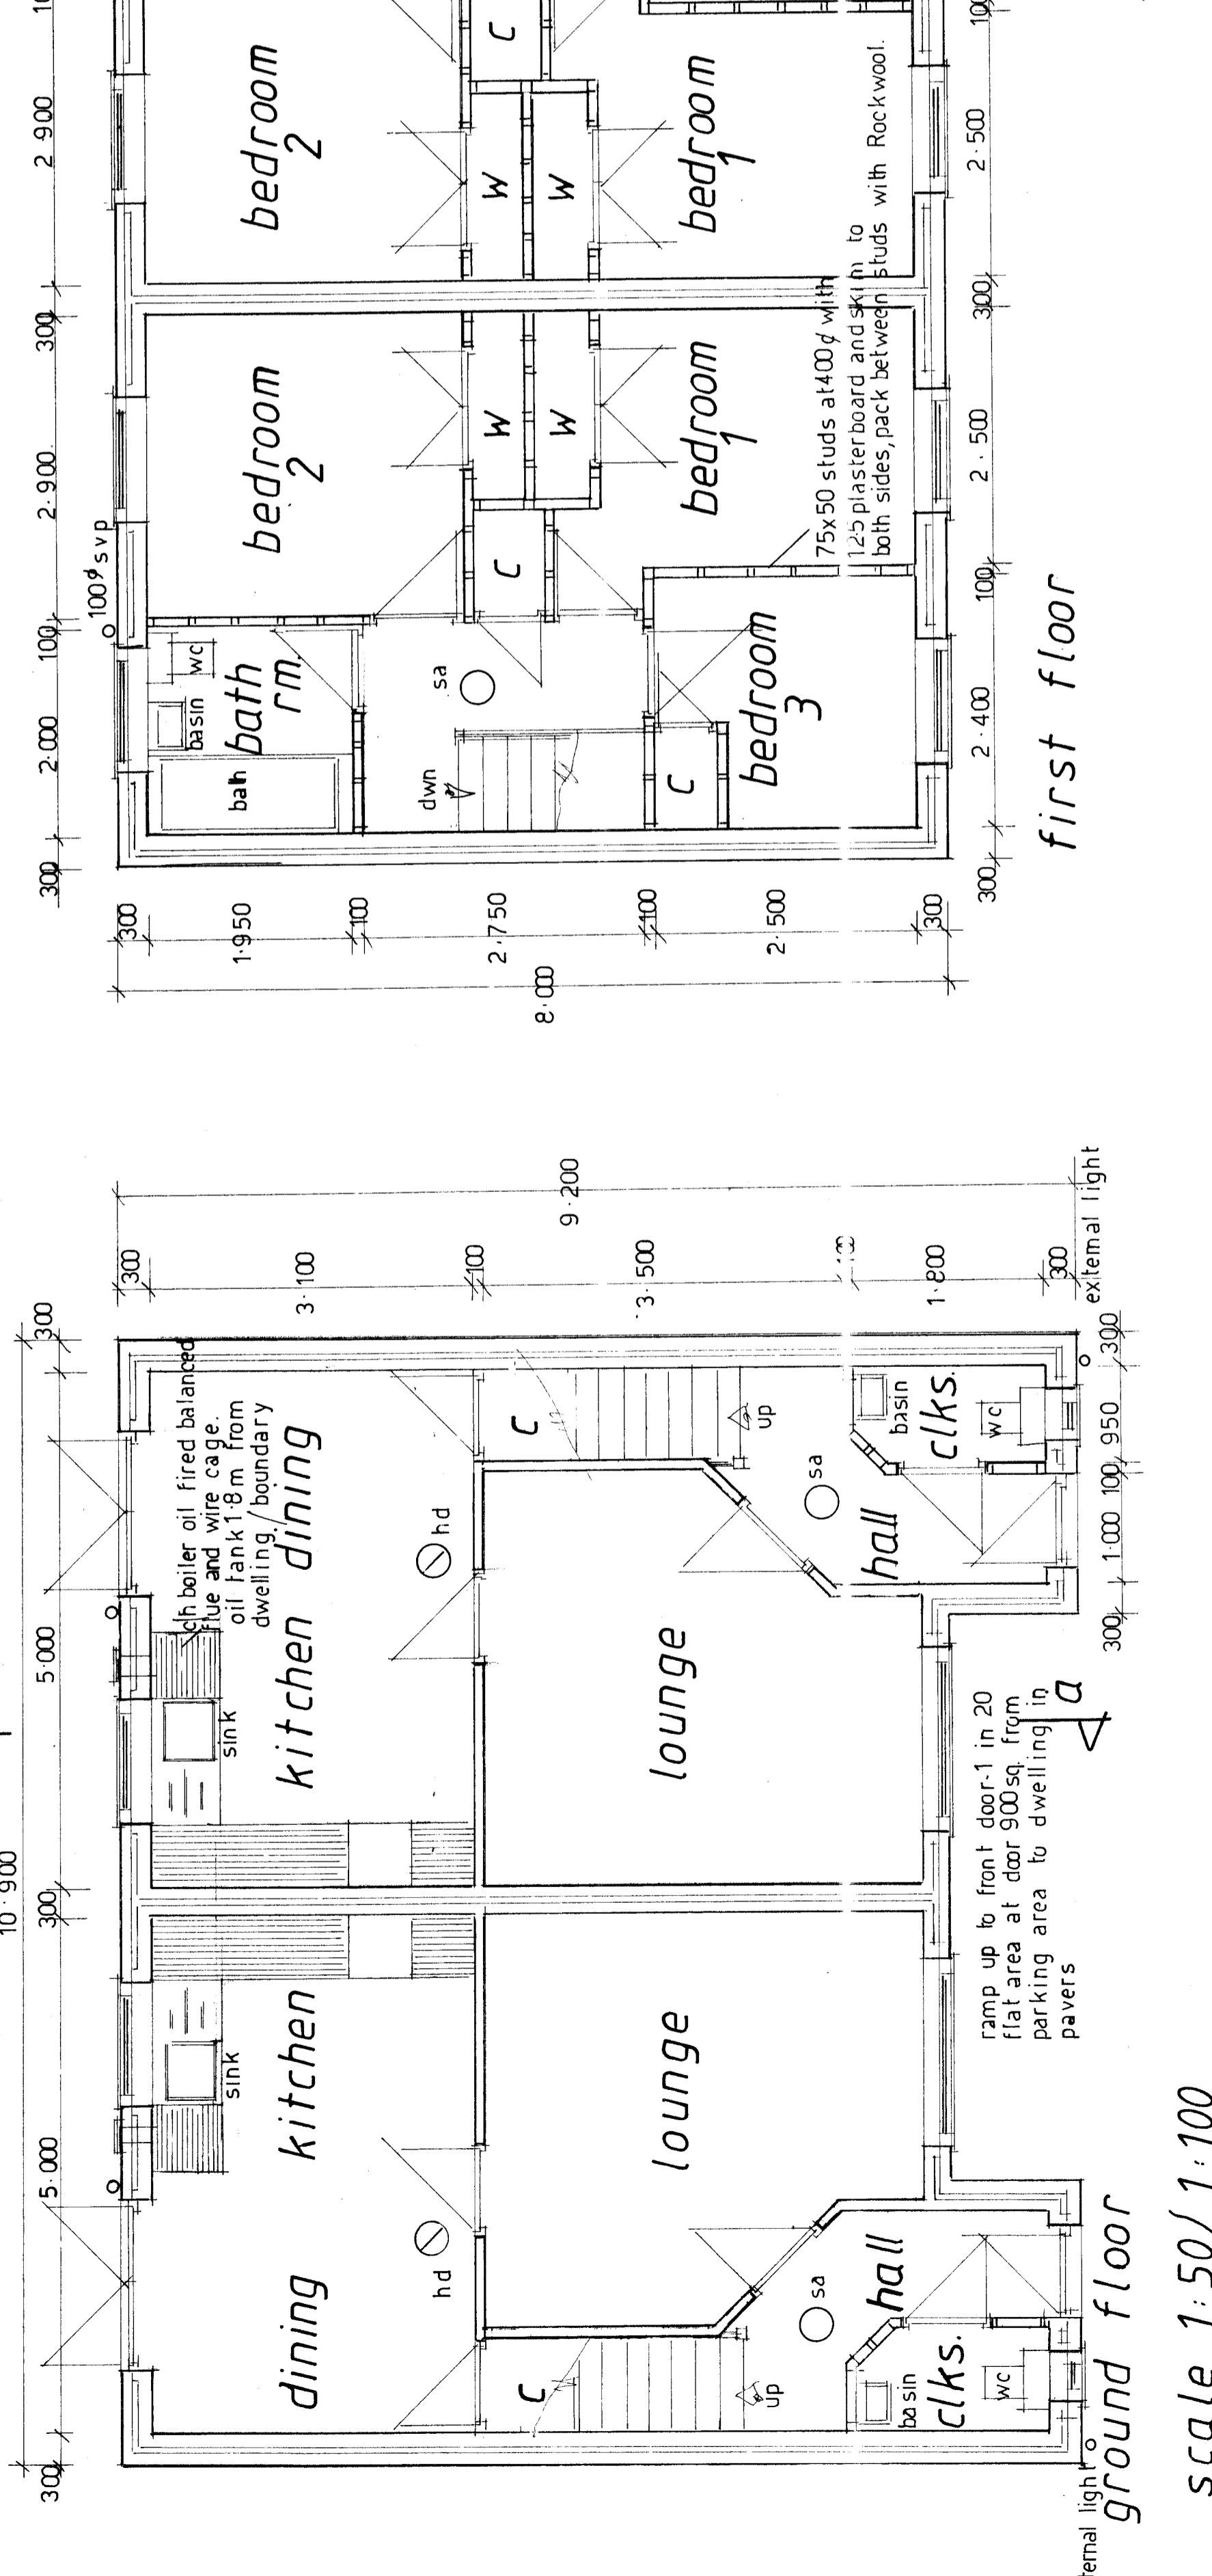 10·900
300
5·000
300
5·000
300
dining
kitchen
kitchen
dining
sink
sink
c/h boiler oil fired balanced
flue and wire cage.
oil tank 1·8m from
dwelling/boundary
hd
hd
C
C
lounge
lounge
up
up
sa
sa
hall
hall
basin
clks.
wc
basin
clks.
wc
300
3·100
100
3·500
100
1·800
300
9·200
external light
300
1·000
100
950
300
ramp up to front door-1 in 20
flat area at door 900sq. from
parking area to dwelling in
pavers
a
ground floor
scale 1:50/1:100
300
2·000
100
2·900
300
2 900
100ϕ svp
bath
basin
wc
bath
rm.
bedroom
2
bedroom
2
dwn
sa
C
C
W
W
W
W
C
bedroom
3
bedroom
1
bedroom
1
75x50 studs at 400 ȼ with
12·5 plasterboard and skim to
both sides, pack between studs with Rockwool.
300
1·950
100
2·750
100
2·500
300
8·000
300
2·400
100
2·500
300
2·500
100
first floor